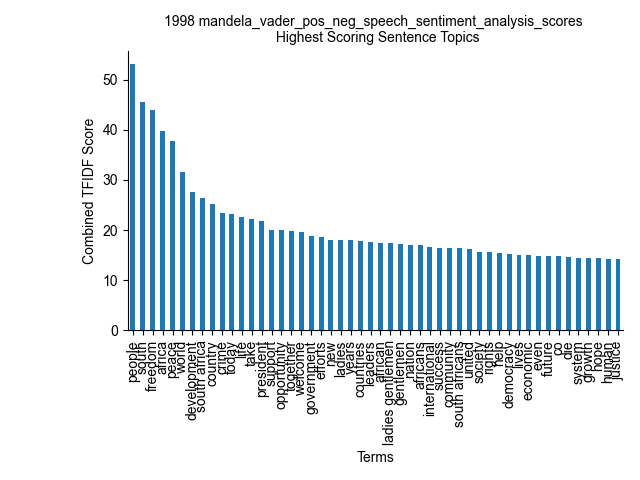 1998 mandela_vader_pos_neg_speech_sentiment_analysis_scores
Highest Scoring Sentence Topics
Combined TFIDF Score
50
40
30
20
10
0
people
south
freedom
africa
peace
world
development
south africa
country
crime
today
life
take
president
support
opportunity
together
welcome
government
efforts
new
ladies
years
countries
leaders
african
ladies gentlemen
gentlemen
nation
africans
international
success
community
south africans
united
society
rights
help
democracy
lives
economic
even
future
co
die
system
growth
hope
human
justice
Terms